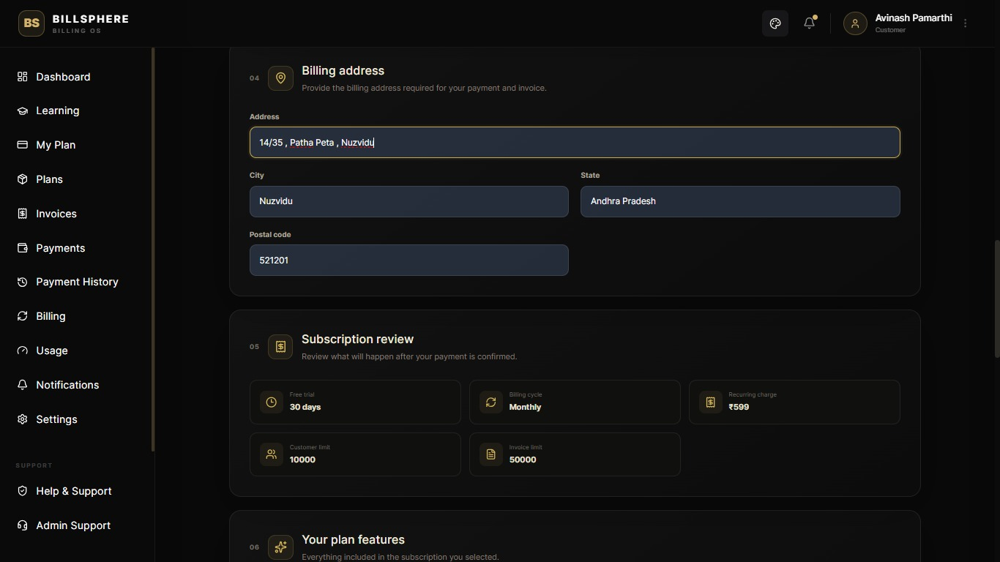 BS
BILLSPHERE
BILLING OS
Avinash Pamarthi
Customer
Dashboard
Learning
My Plan
Plans
Invoices
Payments
Payment History
Billing
Usage
Notifications
Settings
SUPPORT
Help & Support
Admin Support
04
Billing address
Provide the billing address required for your payment and invoice.
Address
14/35 , Patha Peta , Nuzvidu
City
State
Nuzvidu
Andhra Pradesh
Postal code
521201
05
Subscription review
Review what will happen after your payment is confirmed.
Free trial
30 days
Billing cycle
Monthly
Recurring charge
₹599
Customer limit
10000
Invoice limit
50000
06
Your plan features
Everything included in the subscription you selected.